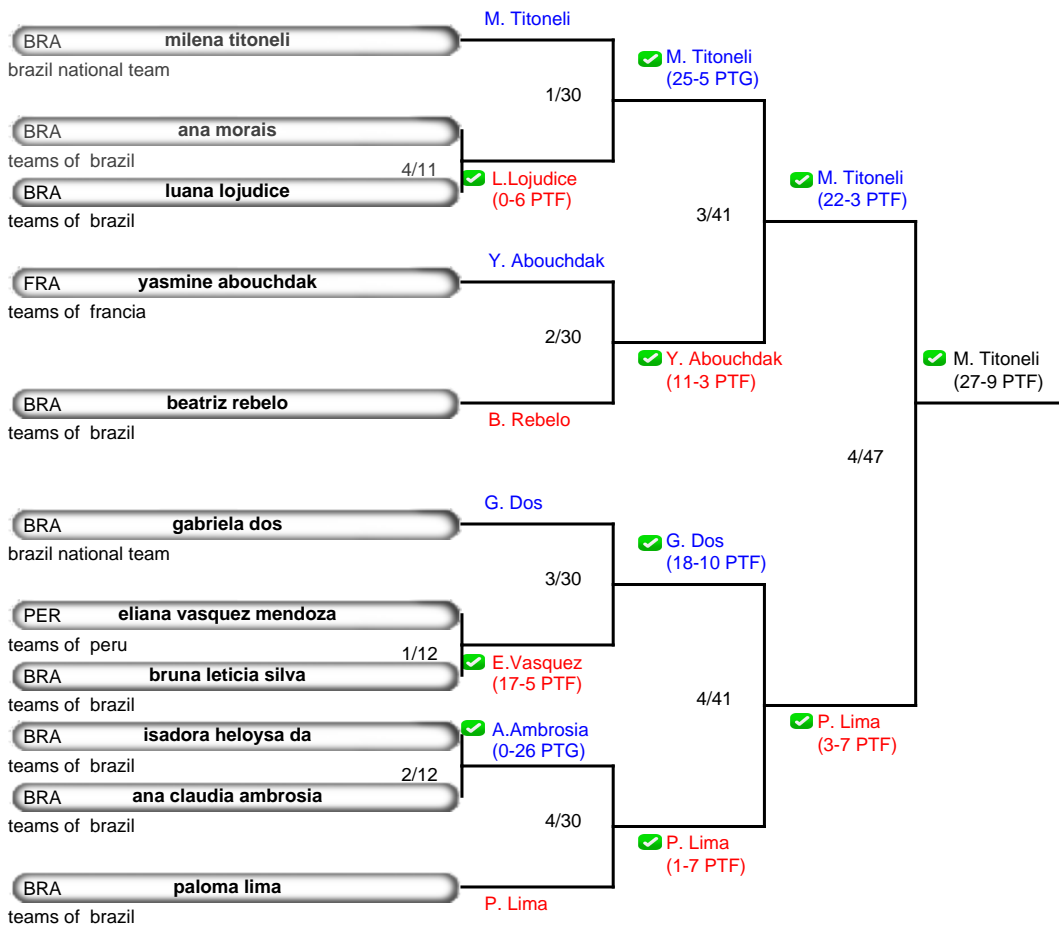 M. Titoneli
BRA milena titoneli
brazil national team
M. Titoneli
(25-5 PTG)
1/30
BRA ana morais
teams of brazil
4/11
L.Lojudice
(0-6 PTF)
BRA luana lojudice
teams of brazil
M. Titoneli
(22-3 PTF)
3/41
Y. Abouchdak
FRA yasmine abouchdak
teams of francia
2/30
Y. Abouchdak
(11-3 PTF)
M. Titoneli
(27-9 PTF)
BRA beatriz rebelo
teams of brazil
B. Rebelo
4/47
G. Dos
BRA gabriela dos
brazil national team
G. Dos
(18-10 PTF)
3/30
PER eliana vasquez mendoza
teams of peru
1/12
E.Vasquez
(17-5 PTF)
BRA bruna leticia silva
teams of brazil
4/41
P. Lima
(3-7 PTF)
BRA isadora heloysa da
teams of brazil
A.Ambrosia
(0-26 PTG)
2/12
BRA ana claudia ambrosia
teams of brazil
4/30
P. Lima
(1-7 PTF)
BRA paloma lima
teams of brazil
P. Lima